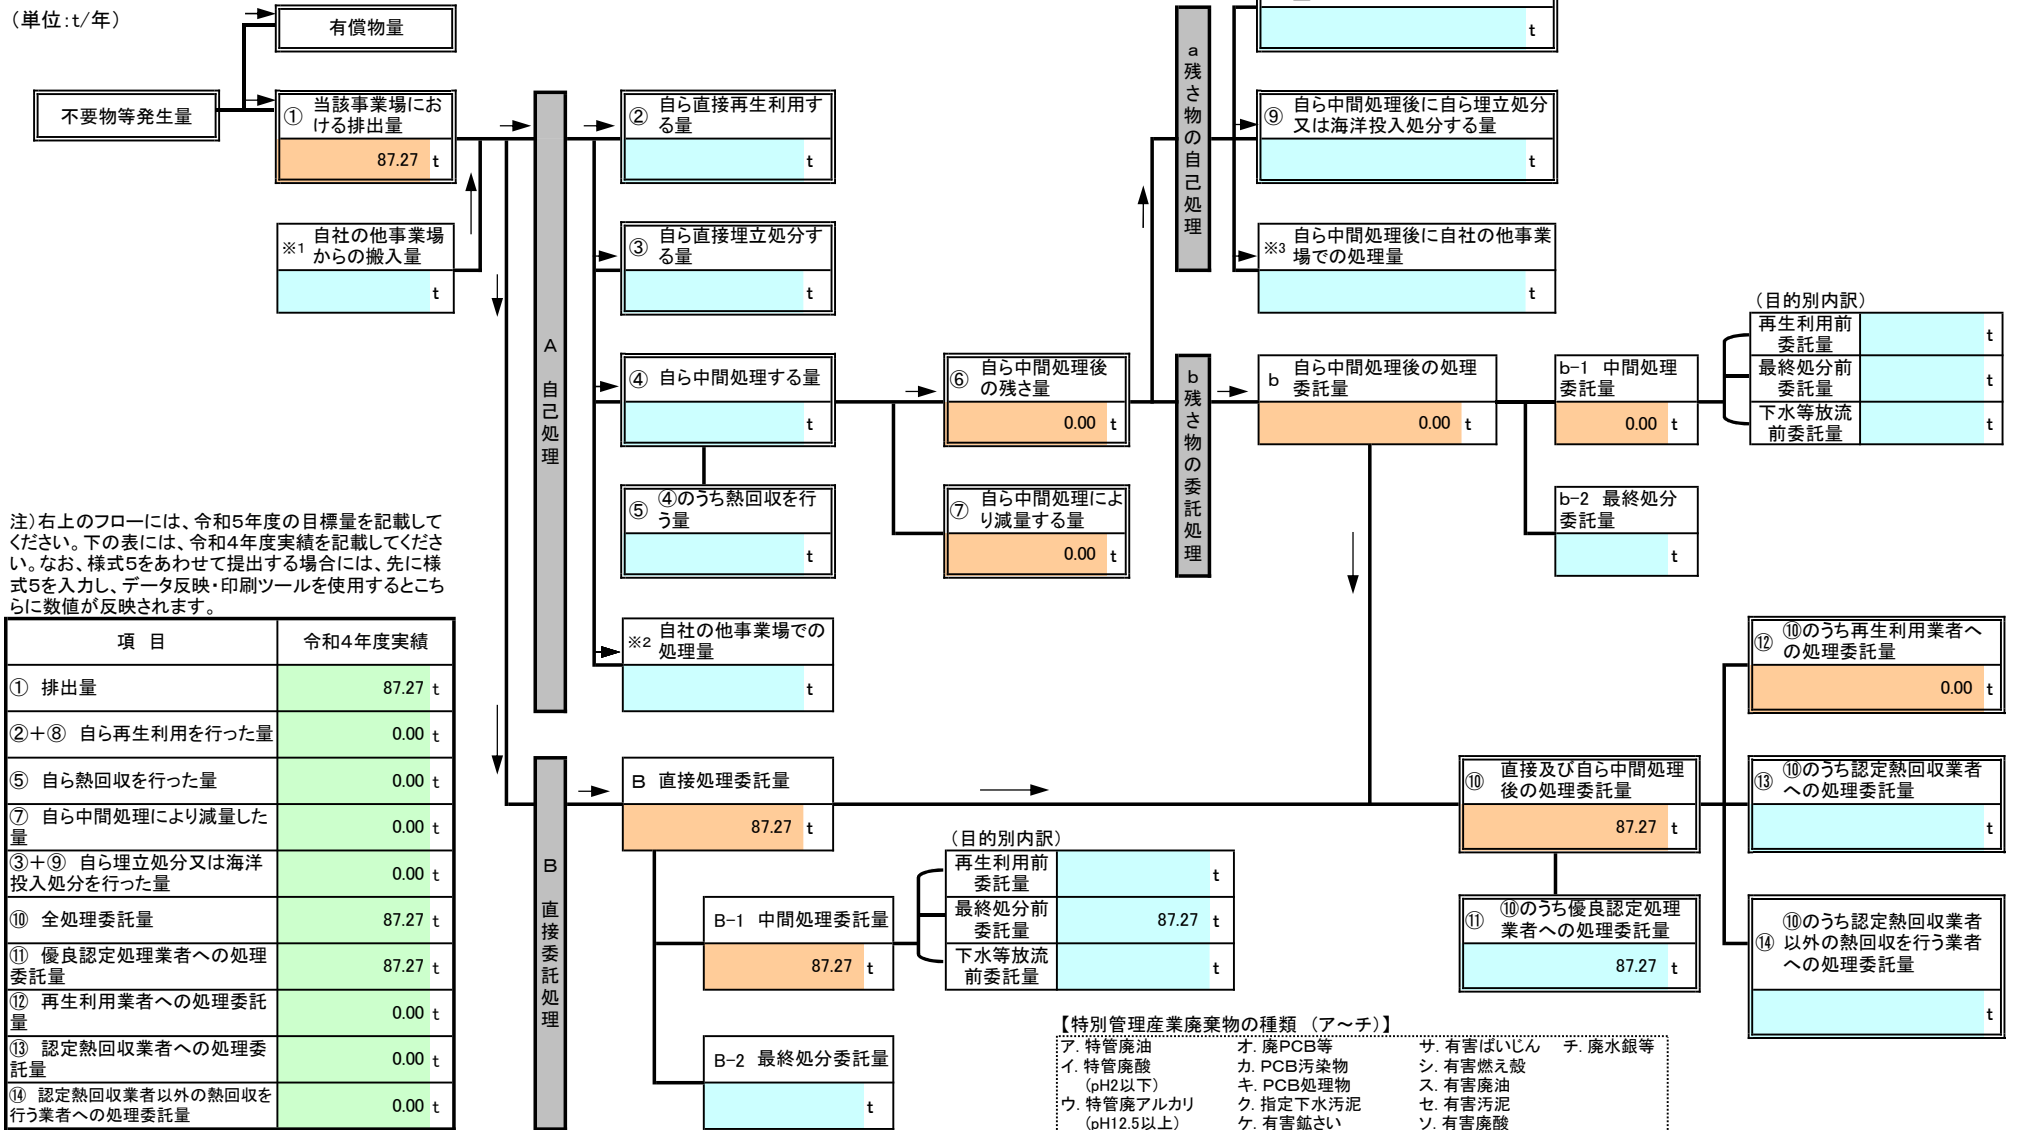 （単位:t/年）
有償物量
不要物等発生量
① 当該事業場にお
ける排出量
87.27 t
※1 自社の他事業場
からの搬入量
t
A 自己処理
② 自ら直接再生利用す
る量
t
③ 自ら直接埋立処分す
る量
t
④ 自ら中間処理する量
t
⑤ ④のうち熱回収を行
う量
t
※2 自社の他事業場での
処理量
t
⑥ 自ら中間処理後
の残さ量
0.00 t
⑦ 自ら中間処理によ
り減量する量
0.00 t
a 残さ物の自己処理
t
⑨ 自ら中間処理後に自ら埋立処分
又は海洋投入処分する量
t
※3 自ら中間処理後に自社の他事業
場での処理量
t
b 残さ物の委託処理
b 自ら中間処理後の処理
委託量
0.00 t
b-1 中間処理
委託量
0.00 t
b-2 最終処分
委託量
t
（目的別内訳）
再生利用前
委託量
t
最終処分前
委託量
t
下水等放流
前委託量
t
注）右上のフローには、令和5年度の目標量を記載して
ください。下の表には、令和4年度実績を記載してくださ
い。なお、様式5をあわせて提出する場合には、先に様
式5を入力し、データ反映・印刷ツールを使用するとこち
らに数値が反映されます。
項 目 令和4年度実績
① 排出量 87.27 t
②＋⑧ 自ら再生利用を行った量 0.00 t
⑤ 自ら熱回収を行った量 0.00 t
⑦ 自ら中間処理により減量した
量 0.00 t
③＋⑨ 自ら埋立処分又は海洋
投入処分を行った量 0.00 t
⑩ 全処理委託量 87.27 t
⑪ 優良認定処理業者への処理
委託量 87.27 t
⑫ 再生利用業者への処理委託
量 0.00 t
⑬ 認定熱回収業者への処理委
託量 0.00 t
⑭ 認定熱回収業者以外の熱回収を
行う業者への処理委託量 0.00 t
B 直接委託処理
B 直接処理委託量
87.27 t
B-1 中間処理委託量
87.27 t
B-2 最終処分委託量
t
（目的別内訳）
再生利用前
委託量
t
最終処分前
委託量
87.27 t
下水等放流
前委託量
t
⑩ 直接及び自ら中間処理
後の処理委託量
87.27 t
⑪ ⑩のうち優良認定処理
業者への処理委託量
87.27 t
⑫ ⑩のうち再生利用業者へ
の処理委託量
0.00 t
⑬ ⑩のうち認定熱回収業者
への処理委託量
t
⑭ ⑩のうち認定熱回収業者
以外の熱回収を行う業者
への処理委託量
t
【特別管理産業廃棄物の種類 （ア～チ）】
ア. 特管廃油 オ. 廃PCB等 サ. 有害ばいじん チ. 廃水銀等
イ. 特管廃酸 カ. PCB汚染物 シ. 有害燃え殻
（pH2以下） キ. PCB処理物 ス. 有害廃油
ウ. 特管廃アルカリ ク. 指定下水汚泥 セ. 有害汚泥
（pH12.5以上） ケ. 有害鉱さい ソ. 有害廃酸